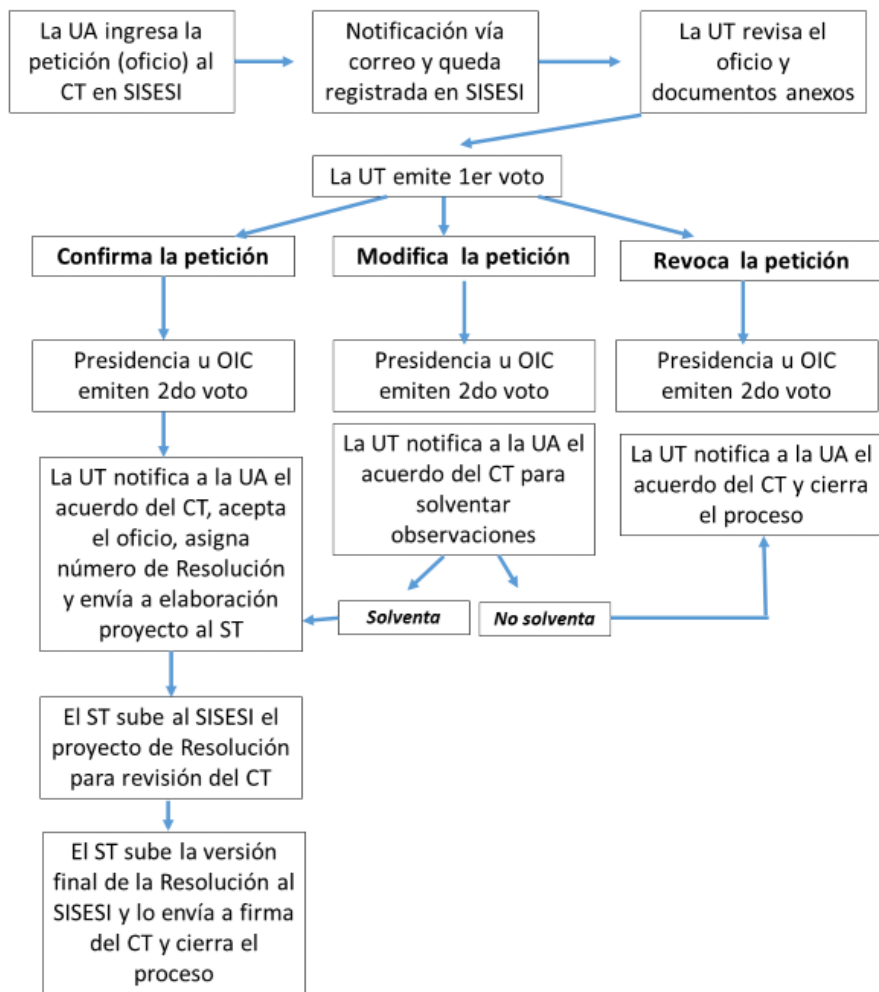 La UA ingresa la
petición (oficio) al
CT en SISESI
Notificación vía
correo y queda
registrada en SISESI
La UT revisa el
oficio y
documentos anexos
La UT emite 1er voto
Confirma la petición
Modifica la petición
Revoca la petición
Presidencia u OIC
emiten 2do voto
Presidencia u OIC
emiten 2do voto
Presidencia u OIC
emiten 2do voto
La UT notifica a la UA el
acuerdo del CT, acepta
el oficio, asigna
número de Resolución
y envía a elaboración
proyecto al ST
La UT notifica a la UA el
acuerdo del CT para
solventar
observaciones
La UT notifica a la UA el
acuerdo del CT y cierra
el proceso
Solventa
No solventa
El ST sube al SISESI el
proyecto de Resolución
para revisión del CT
El ST sube la versión
final de la Resolución al
SISESI y lo envía a firma
del CT y cierra el
proceso